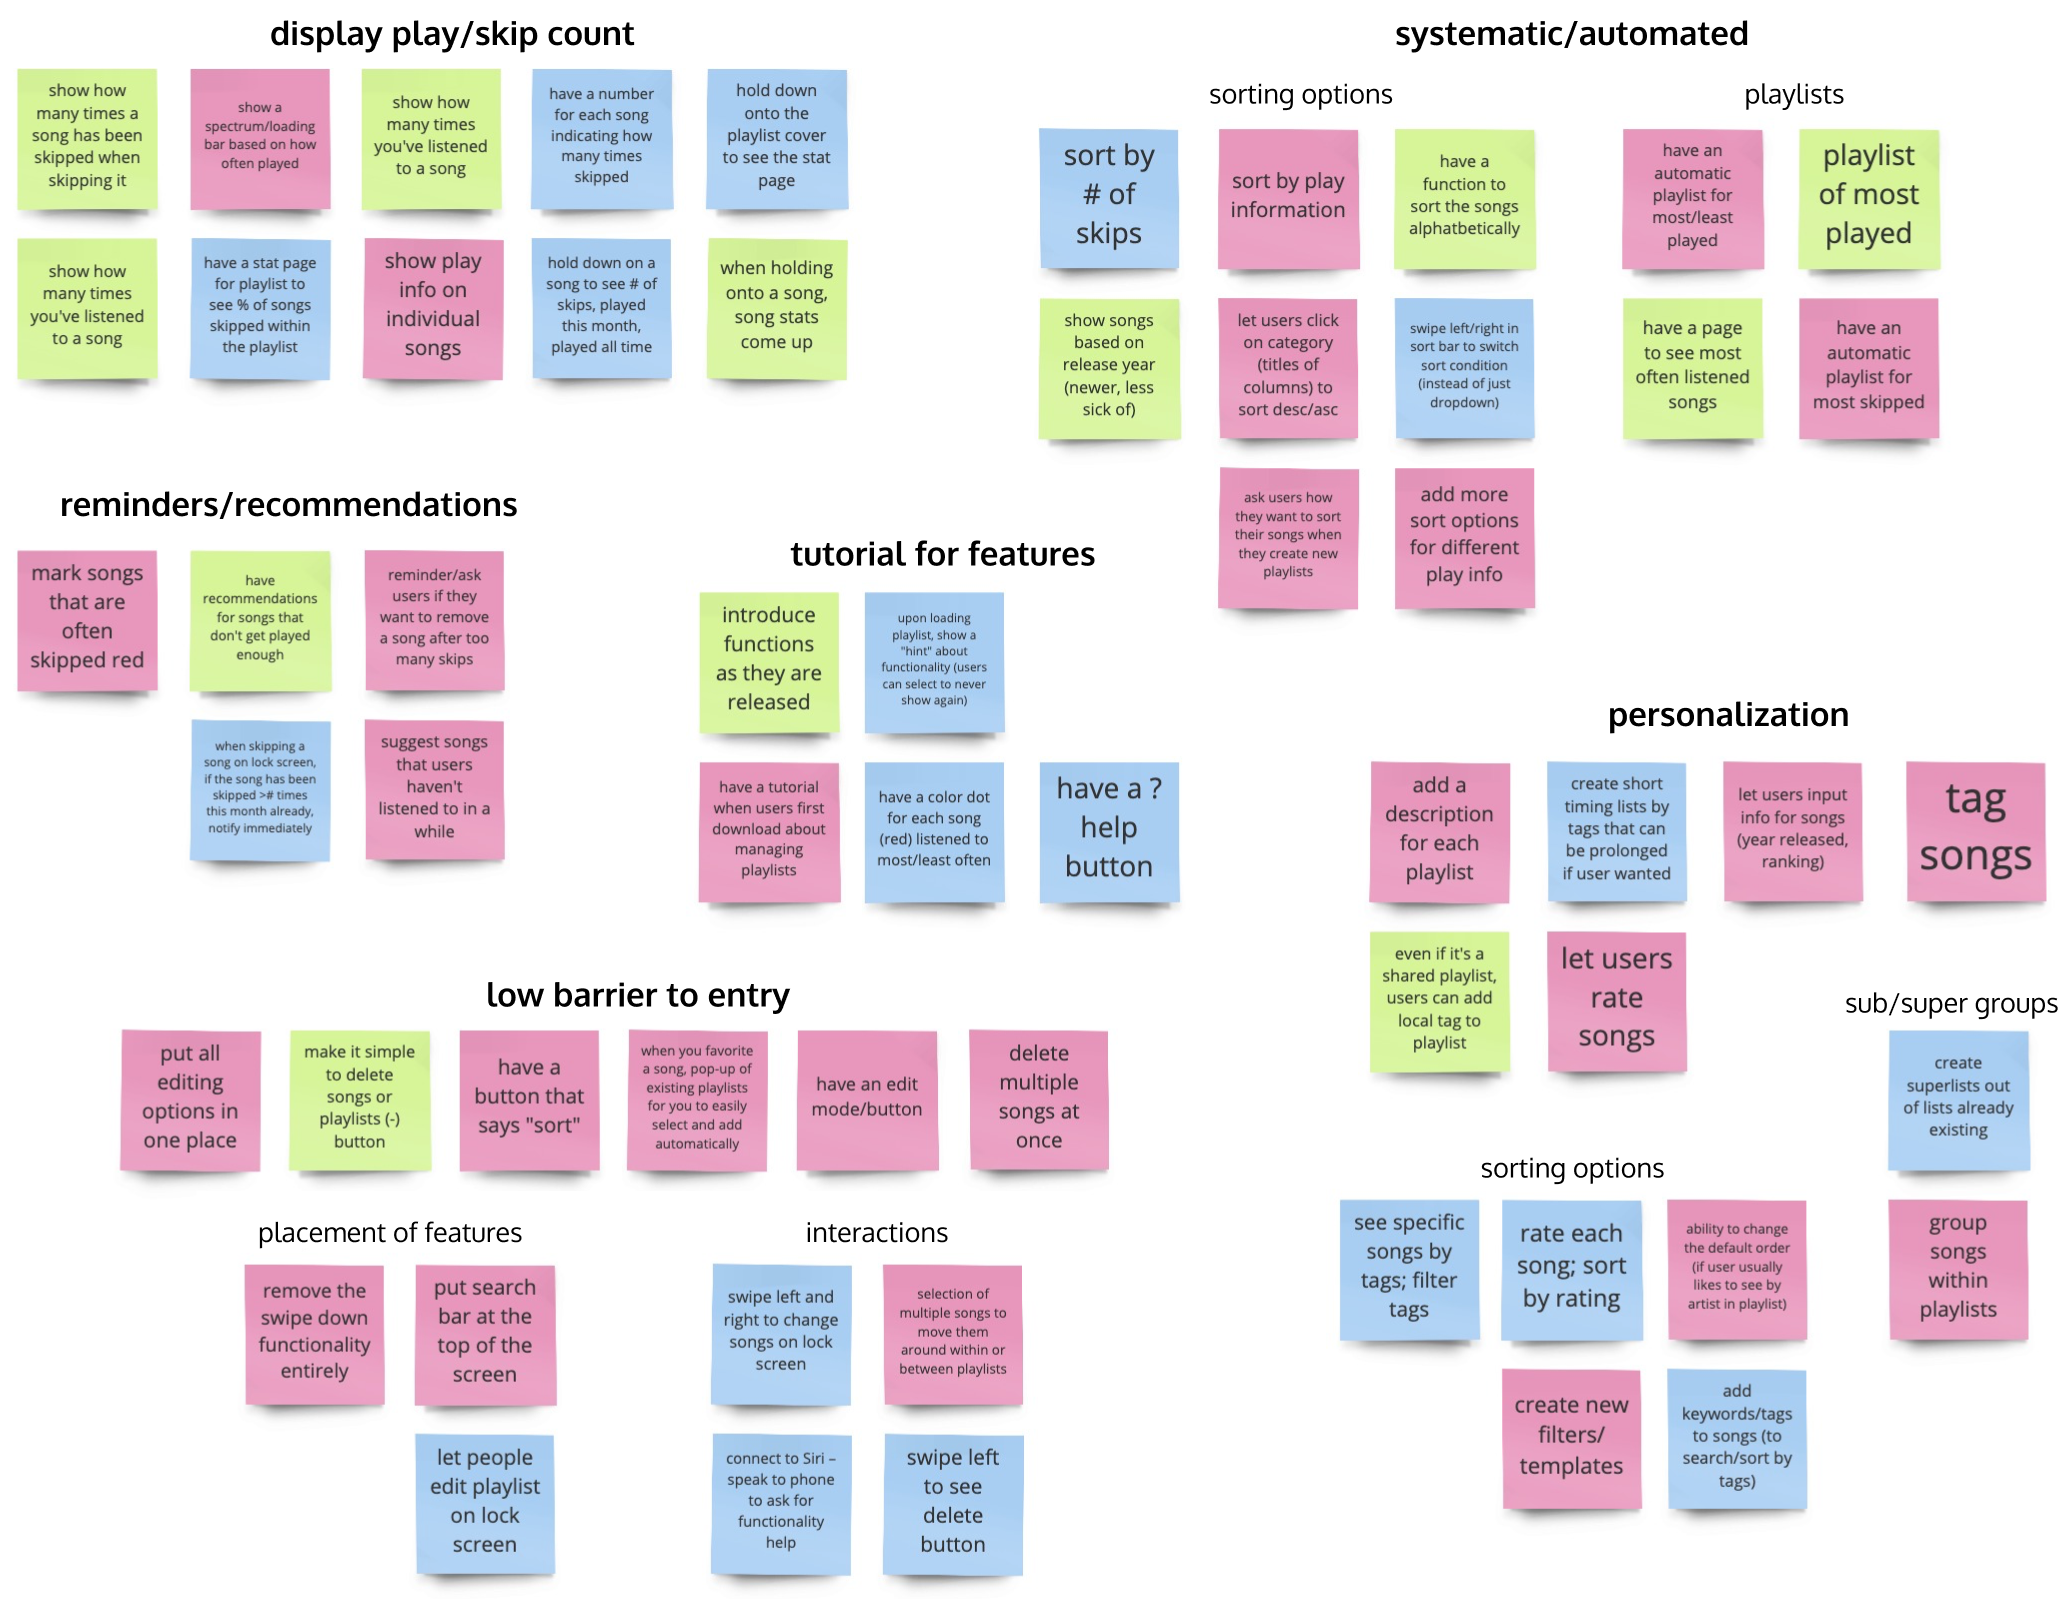 display play/skip count
show how
many times a
song has been
skipped when
skipping it
show a
spectrum/loading
bar based on how
often played
show how
many times
you've listened
to a song
have a number
for each song
indicating how
many times
skipped
hold down
onto the
playlist cover
to see the stat
page
show how
many times
you've listened
to a song
have a stat page
for playlist to
see % of songs
skipped within
the playlist
show play
info on
individual
songs
hold down on a
song to see # of
skips, played
this month,
played all time
when holding
onto a song,
song stats
come up
systematic/automated
sorting options
sort by
# of
skips
sort by play
information
have a
function to
sort the songs
alphatbetically
show songs
based on
release year
(newer, less
sick of)
let users click
on category
(titles of
columns) to
sort desc/asc
swipe left/right in
sort bar to switch
sort condition
(instead of just
dropdown)
ask users how
they want to sort
their songs when
they create new
playlists
add more
sort options
for different
play info
playlists
have an
automatic
playlist for
most/least
played
playlist
of most
played
have a page
to see most
often listened
songs
have an
automatic
playlist for
most skipped
reminders/recommendations
mark songs
that are
often
skipped red
have
recommendations
for songs that
don't get played
enough
reminder/ask
users if they
want to remove
a song after too
many skips
when skipping a
song on lock screen,
if the song has been
skipped ># times
this month already,
notify immediately
suggest songs
that users
haven't
listened to in a
while
tutorial for features
introduce
functions
as they are
released
upon loading
playlist, show a
"hint" about
functionality (users
can select to never
show again)
have a tutorial
when users first
download about
managing
playlists
have a color dot
for each song
(red) listened to
most/least often
have a ?
help
button
personalization
add a
description
for each
playlist
create short
timing lists by
tags that can
be prolonged
if user wanted
let users input
info for songs
(year released,
ranking)
tag
songs
even if it's a
shared playlist,
users can add
local tag to
playlist
let users
rate
songs
sub/super groups
create
superlists out
of lists already
existing
group
songs
within
playlists
sorting options
see specific
songs by
tags; filter
tags
rate each
song; sort
by rating
ability to change
the default order
(if user usually
likes to see by
artist in playlist)
create new
filters/
templates
add
keywords/tags
to songs (to
search/sort by
tags)
low barrier to entry
put all
editing
options in
one place
make it simple
to delete
songs or
playlists (-)
button
have a
button that
says "sort"
when you favorite
a song, pop-up of
existing playlists
for you to easily
select and add
automatically
have an edit
mode/button
delete
multiple
songs at
once
placement of features
remove the
swipe down
functionality
entirely
put search
bar at the
top of the
screen
let people
edit playlist
on lock
screen
interactions
swipe left and
right to change
songs on lock
screen
selection of
multiple songs to
move them
around within or
between playlists
connect to Siri –
speak to phone
to ask for
functionality
help
swipe left
to see
delete
button